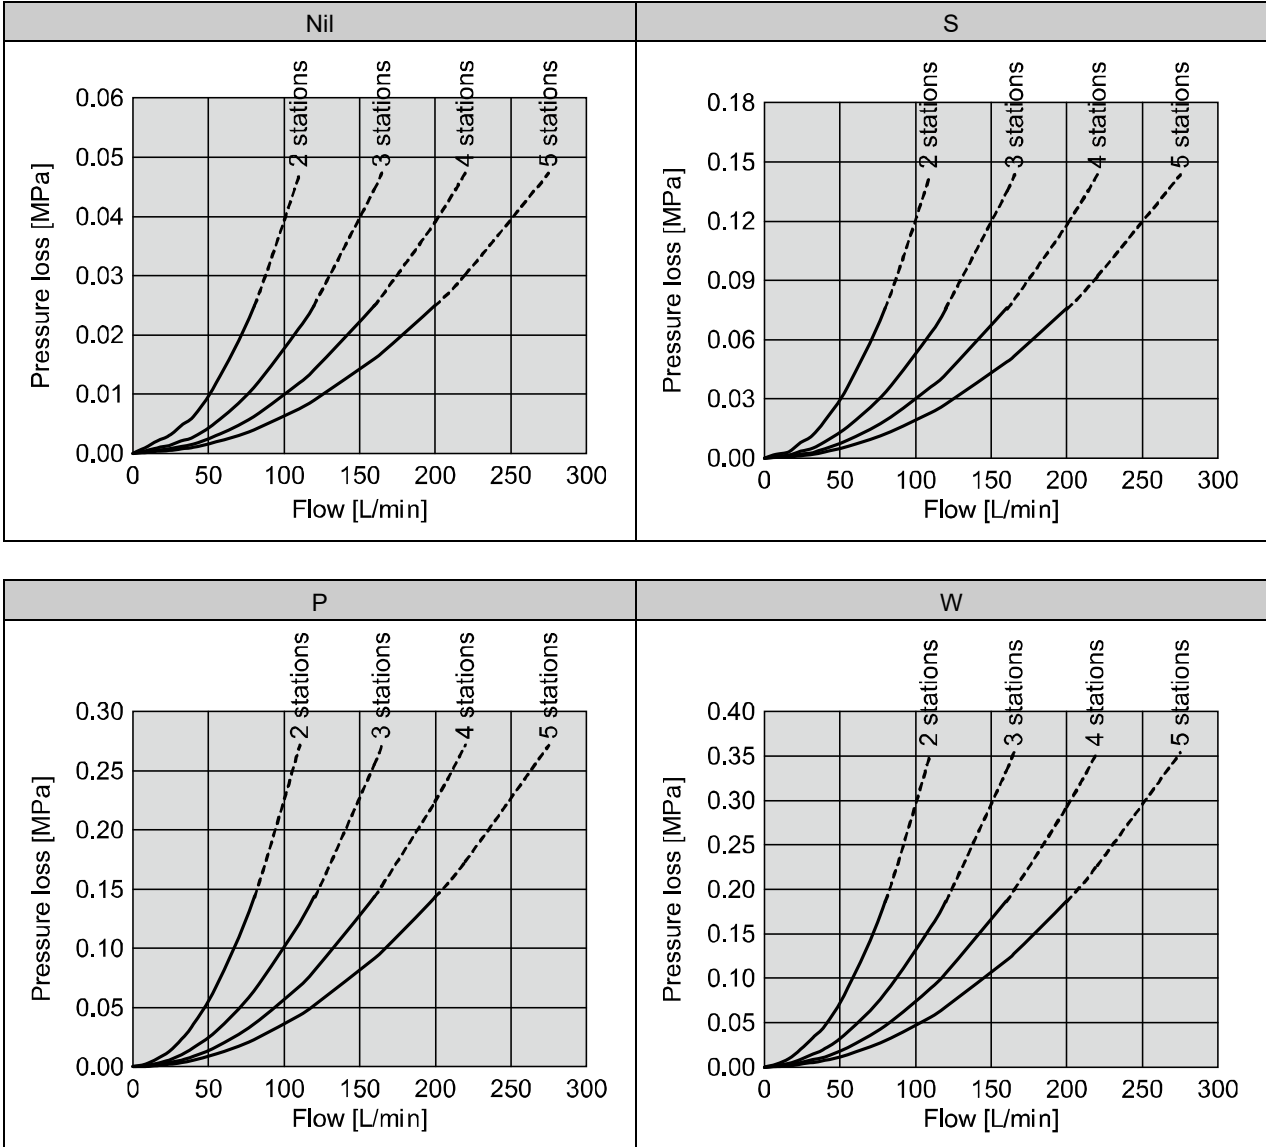 Nil
S
2 stations
3 stations
4 stations
5 stations
0.06
0.05
0.04
0.03
0.02
0.01
0.00
Pressure loss [MPa]
0 50 100 150 200 250 300
Flow [L/min]
2 stations
3 stations
4 stations
5 stations
0.18
0.15
0.12
0.09
0.06
0.03
0.00
Pressure loss [MPa]
0 50 100 150 200 250 300
Flow [L/min]
P
W
2 stations
3 stations
4 stations
5 stations
0.30
0.25
0.20
0.15
0.10
0.05
0.00
Pressure loss [MPa]
0 50 100 150 200 250 300
Flow [L/min]
2 stations
3 stations
4 stations
5 stations
0.40
0.35
0.30
0.25
0.20
0.15
0.10
0.05
0.00
Pressure loss [MPa]
0 50 100 150 200 250 300
Flow [L/min]